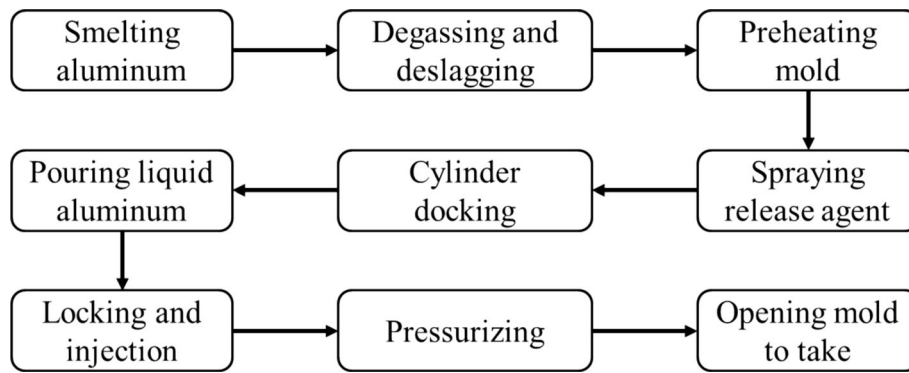 Smelting
aluminum
Degassing and
deslagging
Preheating
mold
Spraying
release agent
Cylinder
docking
Pouring liquid
aluminum
Locking and
injection
Pressurizing
Opening mold
to take